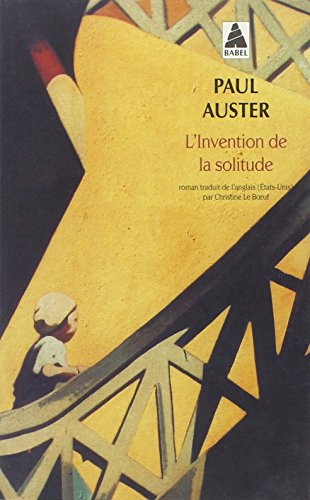 BABEL
PAUL
AUSTER
L'Invention de
la solitude
roman traduit de l'anglais (États-Unis)
par Christine Le Bœuf